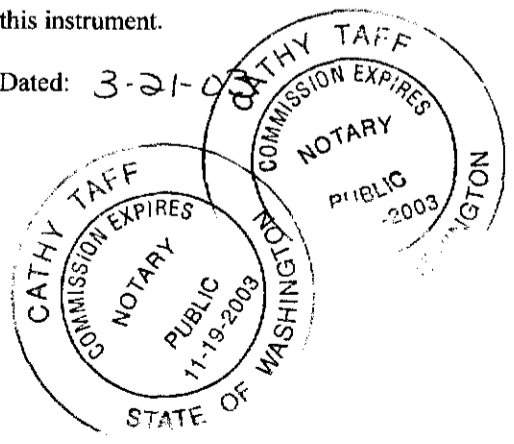 this instrument.
Dated: 3-21-0
CATHY TAFF
COMMISSION EXPIRES
NOTARY
PUBLIC
-2003
CATHY TAFF
COMMISSION EXPIRES
NOTARY
PUBLIC
11-19-2003
STATE OF WASHINGTON